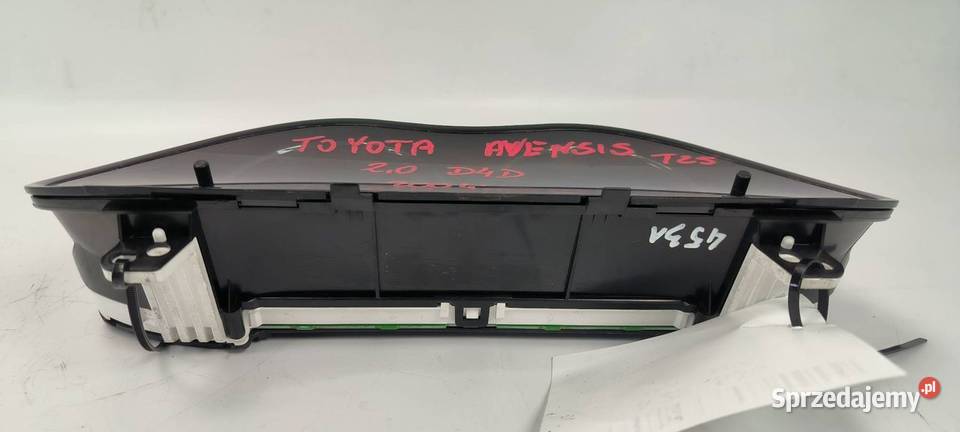 TOYOTA AVENSIS T25
2.0 D4D
453A
Sprzedajemy.pl